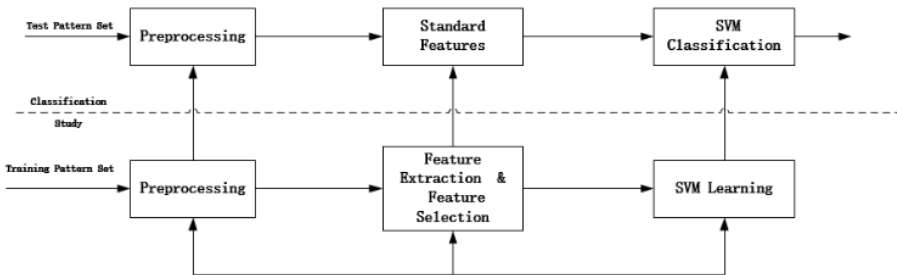 Test Pattern Set
Preprocessing
Standard
Features
SVM
Classification
Classification
Study
Training Pattern Set
Preprocessing
Feature
Extraction & 
Feature
Selection
SVM Learning